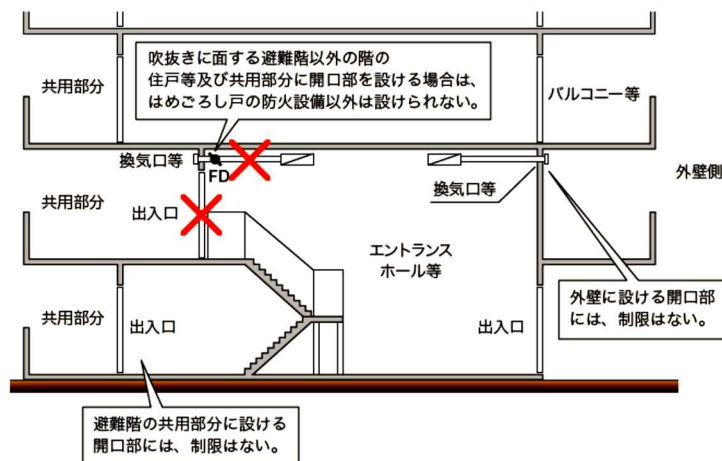 吹抜きに面する避難階以外の階の
住戸等及び共用部分に開口部を設ける場合は、
はめごろし戸の防火設備以外は設けられない。
共用部分
バルコニー等
換気口等
FD
換気口等
外壁側
共用部分
出入口
エントランス
ホール等
外壁に設ける開口部
には、制限はない。
共用部分
出入口
出入口
避難階の共用部分に設ける
開口部には、制限はない。